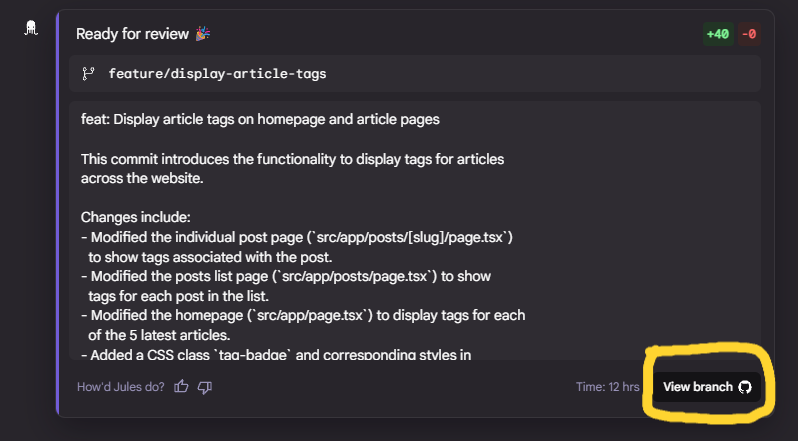 Ready for review 🎉
+40 -0
feature/display-article-tags
feat: Display article tags on homepage and article pages
This commit introduces the functionality to display tags for articles
across the website.
Changes include:
- Modified the individual post page (`src/app/posts/[slug]/page.tsx`)
to show tags associated with the post.
- Modified the posts list page (`src/app/posts/page.tsx`) to show
tags for each post in the list.
- Modified the homepage (`src/app/page.tsx`) to display tags for each
of the 5 latest articles.
- Added a CSS class `tag-badge` and corresponding styles in
How'd Jules do?
Time: 12 hrs
View branch